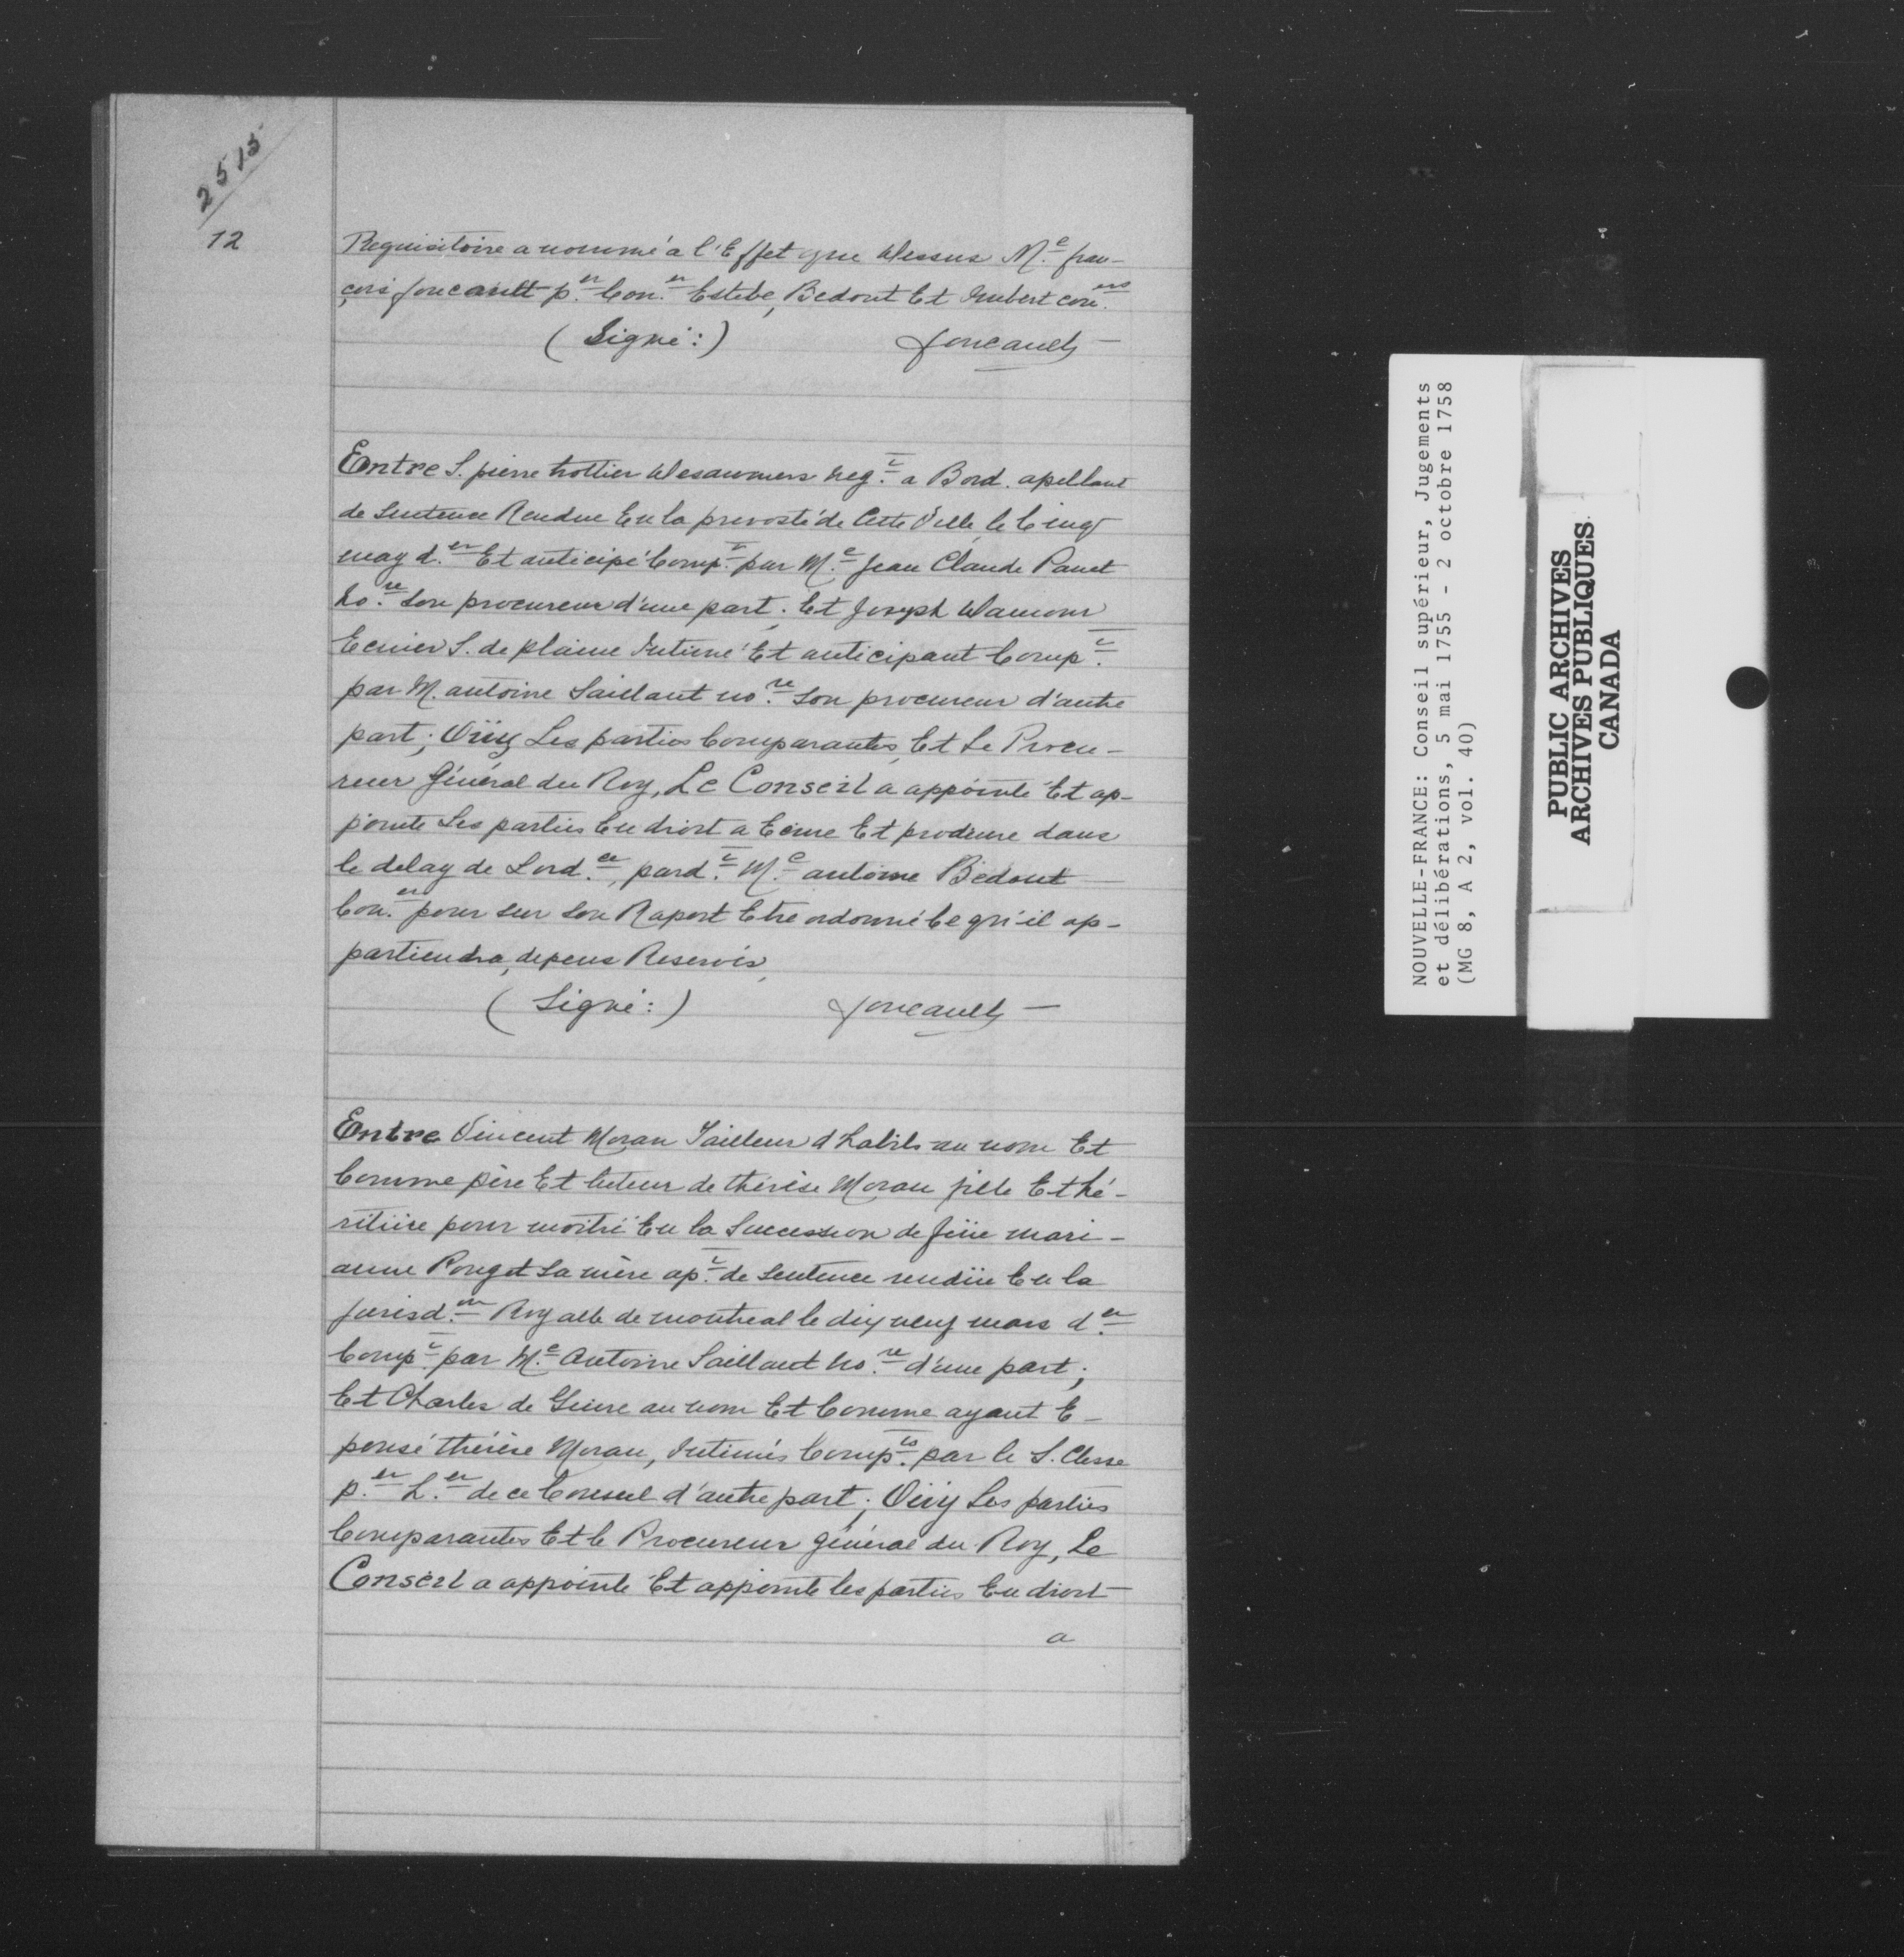 2515
12
Requisitoire a nommé a l'Effet que dessus M.e fran-
çois foucault p.er Con.er Estebe, Bedout Et Imbert con.ers
(Signé:) foucault
Entre S. pierre trottier desauniers neg.t a Bord. apellant
de Sentence Rendue En la prevosté de Cette Ville, le Cinq
may d.er Et anticipé Comp.t par M.e Jean Claude Panet
no.re son procureur d'une part. Et Joseph damour
Ecuier S. de plaine Intimé Et anticipant Comp.t
par M. antoine Saillant no.re son procureur d'autre
part; Oüy Les parties Comparantes, Et Le Procu-
reur Général du Roy, Le Conseil a appointé Et ap-
pointe Les parties En droit a Ecrire Et produire dans
le delay de Lord.ce, pard.t M.e antoine Bedout
Con.er pour sur son Raport Etre ordonné Ce qu'il ap-
partiendra, depens Reservés,
(Signé:) foucault
Entre Vincent Moran Tailleur d'habits au nom Et
Comme père Et tuteur de thérèse Moran fille Et hé-
ritière pour moitié En la Succession de feüe mari-
anne Pouget sa mère ap.t de Sentence rendüe En la
Jurisd.on Royalle de montreal le dix neuf mars d.er
Comp.t par M.e Antoine Saillant no.re d'une part;
Et Charles de Guire au nom Et Comme ayant E-
pousé thérèse Moran, Intimés Comp.ts par le S. Clesse
p.er h.er de ce Conseil d'autre part; Oüy Les parties
Comparantes Et le Procureur général du Roy, Le
Conseil a appointé Et appointe les parties En droit
a
NOUVELLE-FRANCE: Conseil supérieur, Jugements
et délibérations, 5 mai 1755 - 2 octobre 1758
(MG 8, A 2, vol. 40)
PUBLIC ARCHIVES
ARCHIVES PUBLIQUES
CANADA